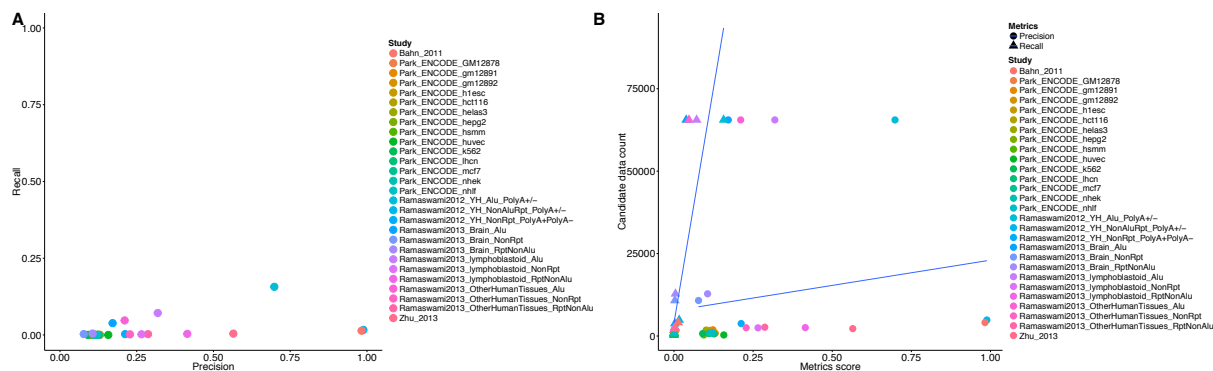 A
Recall
1.00
0.75
0.50
0.25
0.00
0.00
0.25
0.50
0.75
1.00
Precision
Study
Bahn_2011
Park_ENCODE_GM12878
Park_ENCODE_gm12891
Park_ENCODE_gm12892
Park_ENCODE_h1esc
Park_ENCODE_hct116
Park_ENCODE_helas3
Park_ENCODE_hepg2
Park_ENCODE_hsmm
Park_ENCODE_huvec
Park_ENCODE_k562
Park_ENCODE_lhcn
Park_ENCODE_mcf7
Park_ENCODE_nhek
Park_ENCODE_nhlf
Ramaswami2012_YH_Alu_PolyA+/−
Ramaswami2012_YH_NonAluRpt_PolyA+/−
Ramaswami2012_YH_NonRpt_PolyA+PolyA−
Ramaswami2013_Brain_Alu
Ramaswami2013_Brain_NonRpt
Ramaswami2013_Brain_RptNonAlu
Ramaswami2013_lymphoblastoid_Alu
Ramaswami2013_lymphoblastoid_NonRpt
Ramaswami2013_lymphoblastoid_RptNonAlu
Ramaswami2013_OtherHumanTissues_Alu
Ramaswami2013_OtherHumanTissues_NonRpt
Ramaswami2013_OtherHumanTissues_RptNonAlu
Zhu_2013
B
Candidate data count
75000
50000
25000
0
0.00
0.25
0.50
0.75
1.00
Metrics score
Metrics
Precision
Recall
Study
Bahn_2011
Park_ENCODE_GM12878
Park_ENCODE_gm12891
Park_ENCODE_gm12892
Park_ENCODE_h1esc
Park_ENCODE_hct116
Park_ENCODE_helas3
Park_ENCODE_hepg2
Park_ENCODE_hsmm
Park_ENCODE_huvec
Park_ENCODE_k562
Park_ENCODE_lhcn
Park_ENCODE_mcf7
Park_ENCODE_nhek
Park_ENCODE_nhlf
Ramaswami2012_YH_Alu_PolyA+/−
Ramaswami2012_YH_NonAluRpt_PolyA+/−
Ramaswami2012_YH_NonRpt_PolyA+PolyA−
Ramaswami2013_Brain_Alu
Ramaswami2013_Brain_NonRpt
Ramaswami2013_Brain_RptNonAlu
Ramaswami2013_lymphoblastoid_Alu
Ramaswami2013_lymphoblastoid_NonRpt
Ramaswami2013_lymphoblastoid_RptNonAlu
Ramaswami2013_OtherHumanTissues_Alu
Ramaswami2013_OtherHumanTissues_NonRpt
Ramaswami2013_OtherHumanTissues_RptNonAlu
Zhu_2013